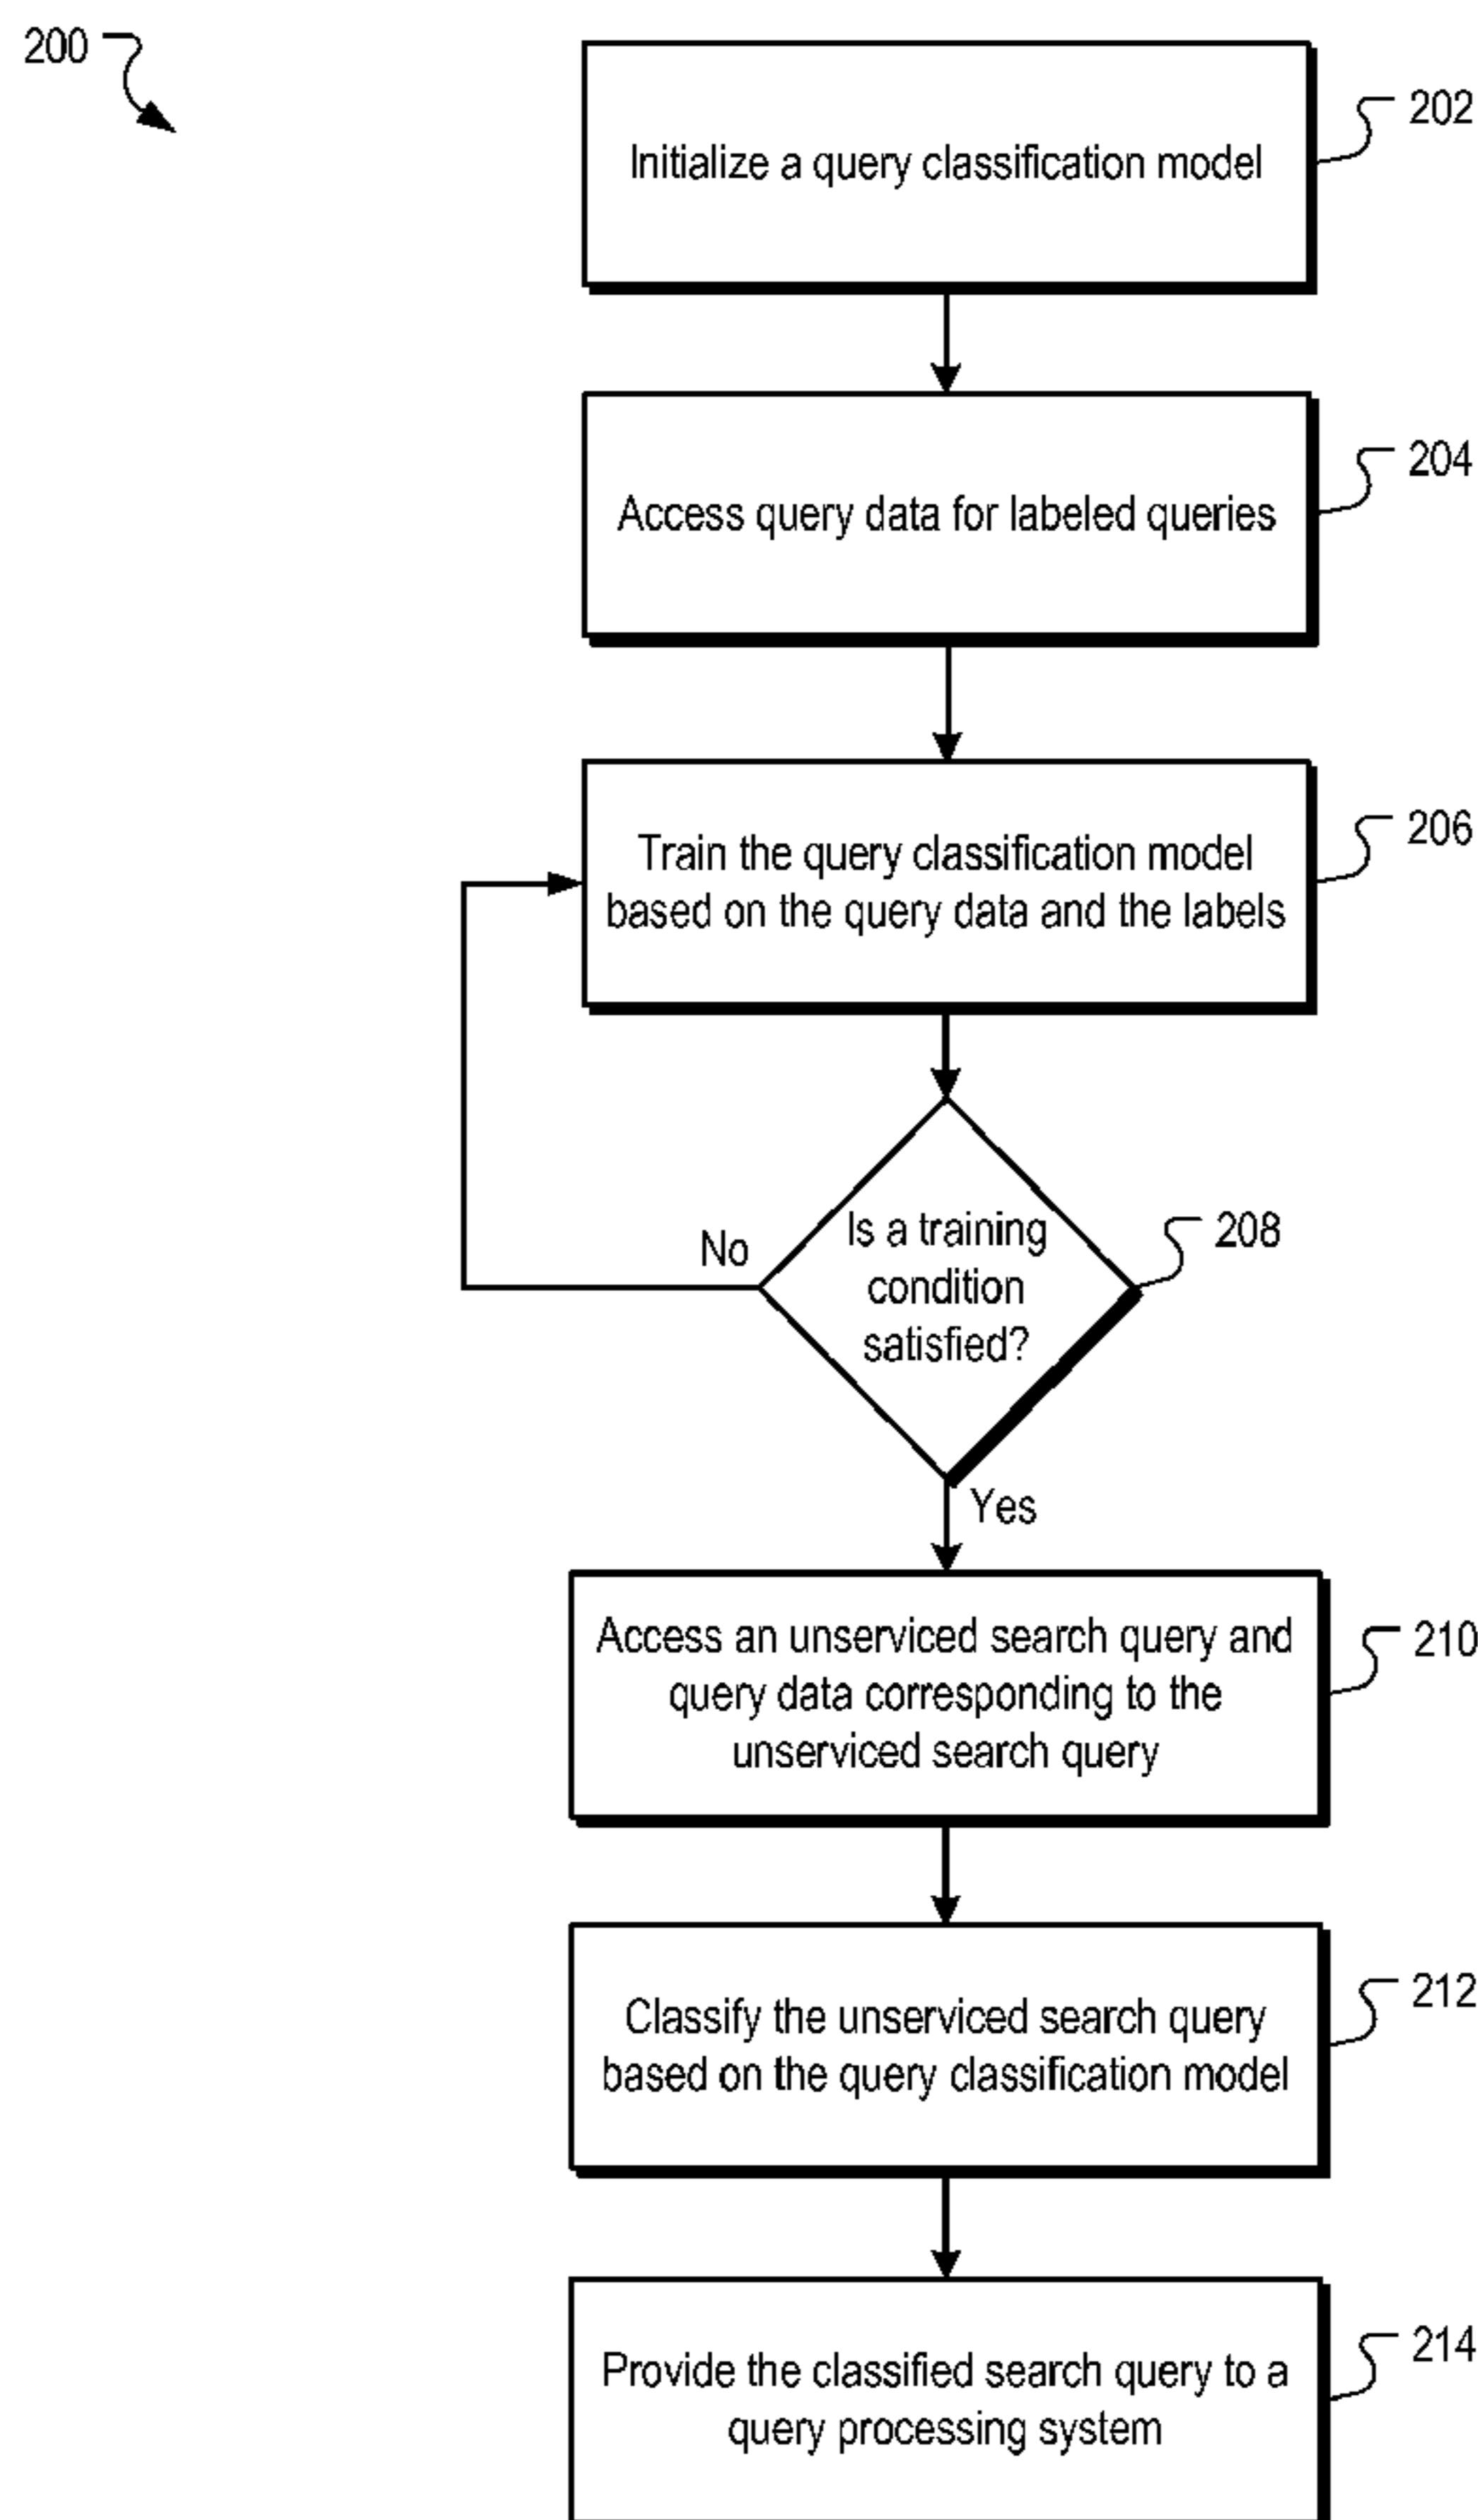 200
Initialize a query classification model
202
Access query data for labeled queries
204
Train the query classification model
based on the query data and the labels
206
Is a training
condition
satisfied?
208
No
Yes
Access an unserviced search query and
query data corresponding to the
unserviced search query
210
Classify the unserviced search query
based on the query classification model
212
Provide the classified search query to a
query processing system
214